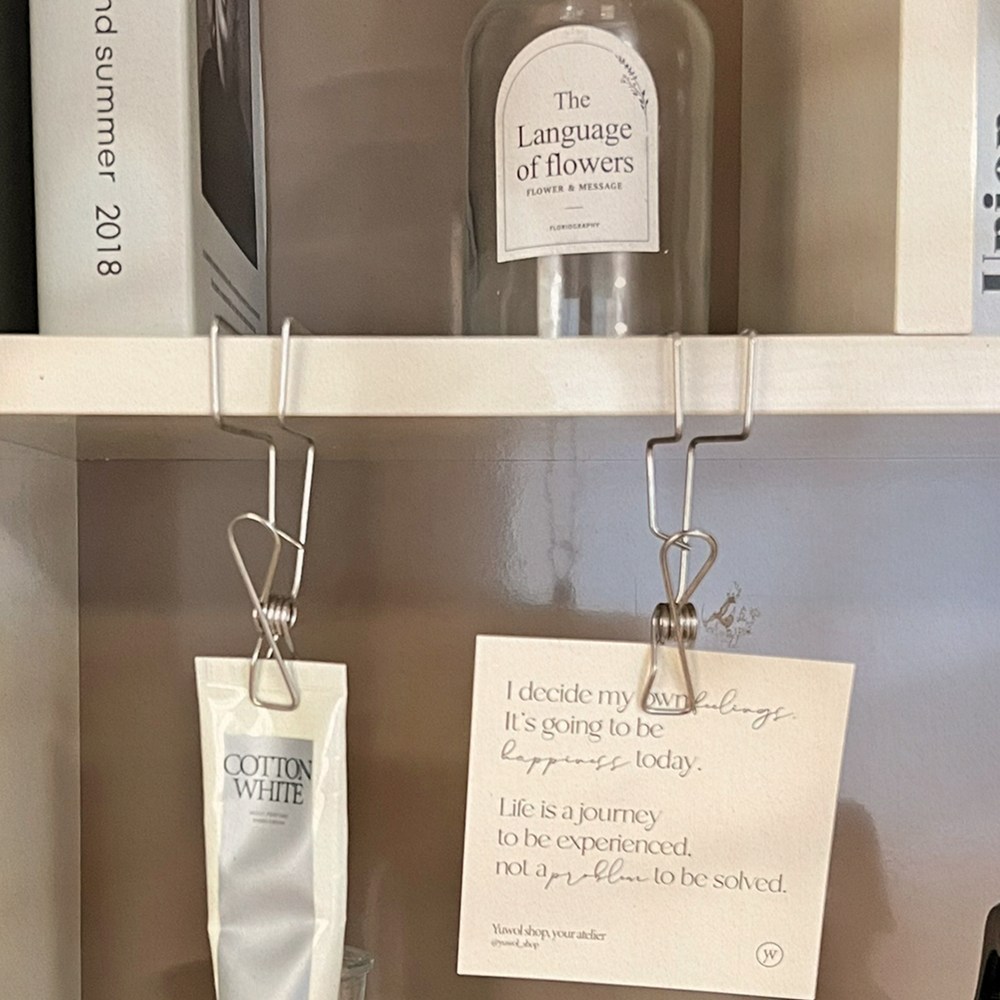 nd summer 2018
The
Language
of flowers
FLOWER & MESSAGE
FLORIOGRAPHY
COTTON
WHITE
I decide my own feelings.
It's going to be
happiness today.
Life is a journey
to be experienced,
not a problem to be solved.
Yuwol shop, your atelier
@yuwol_shop
yw